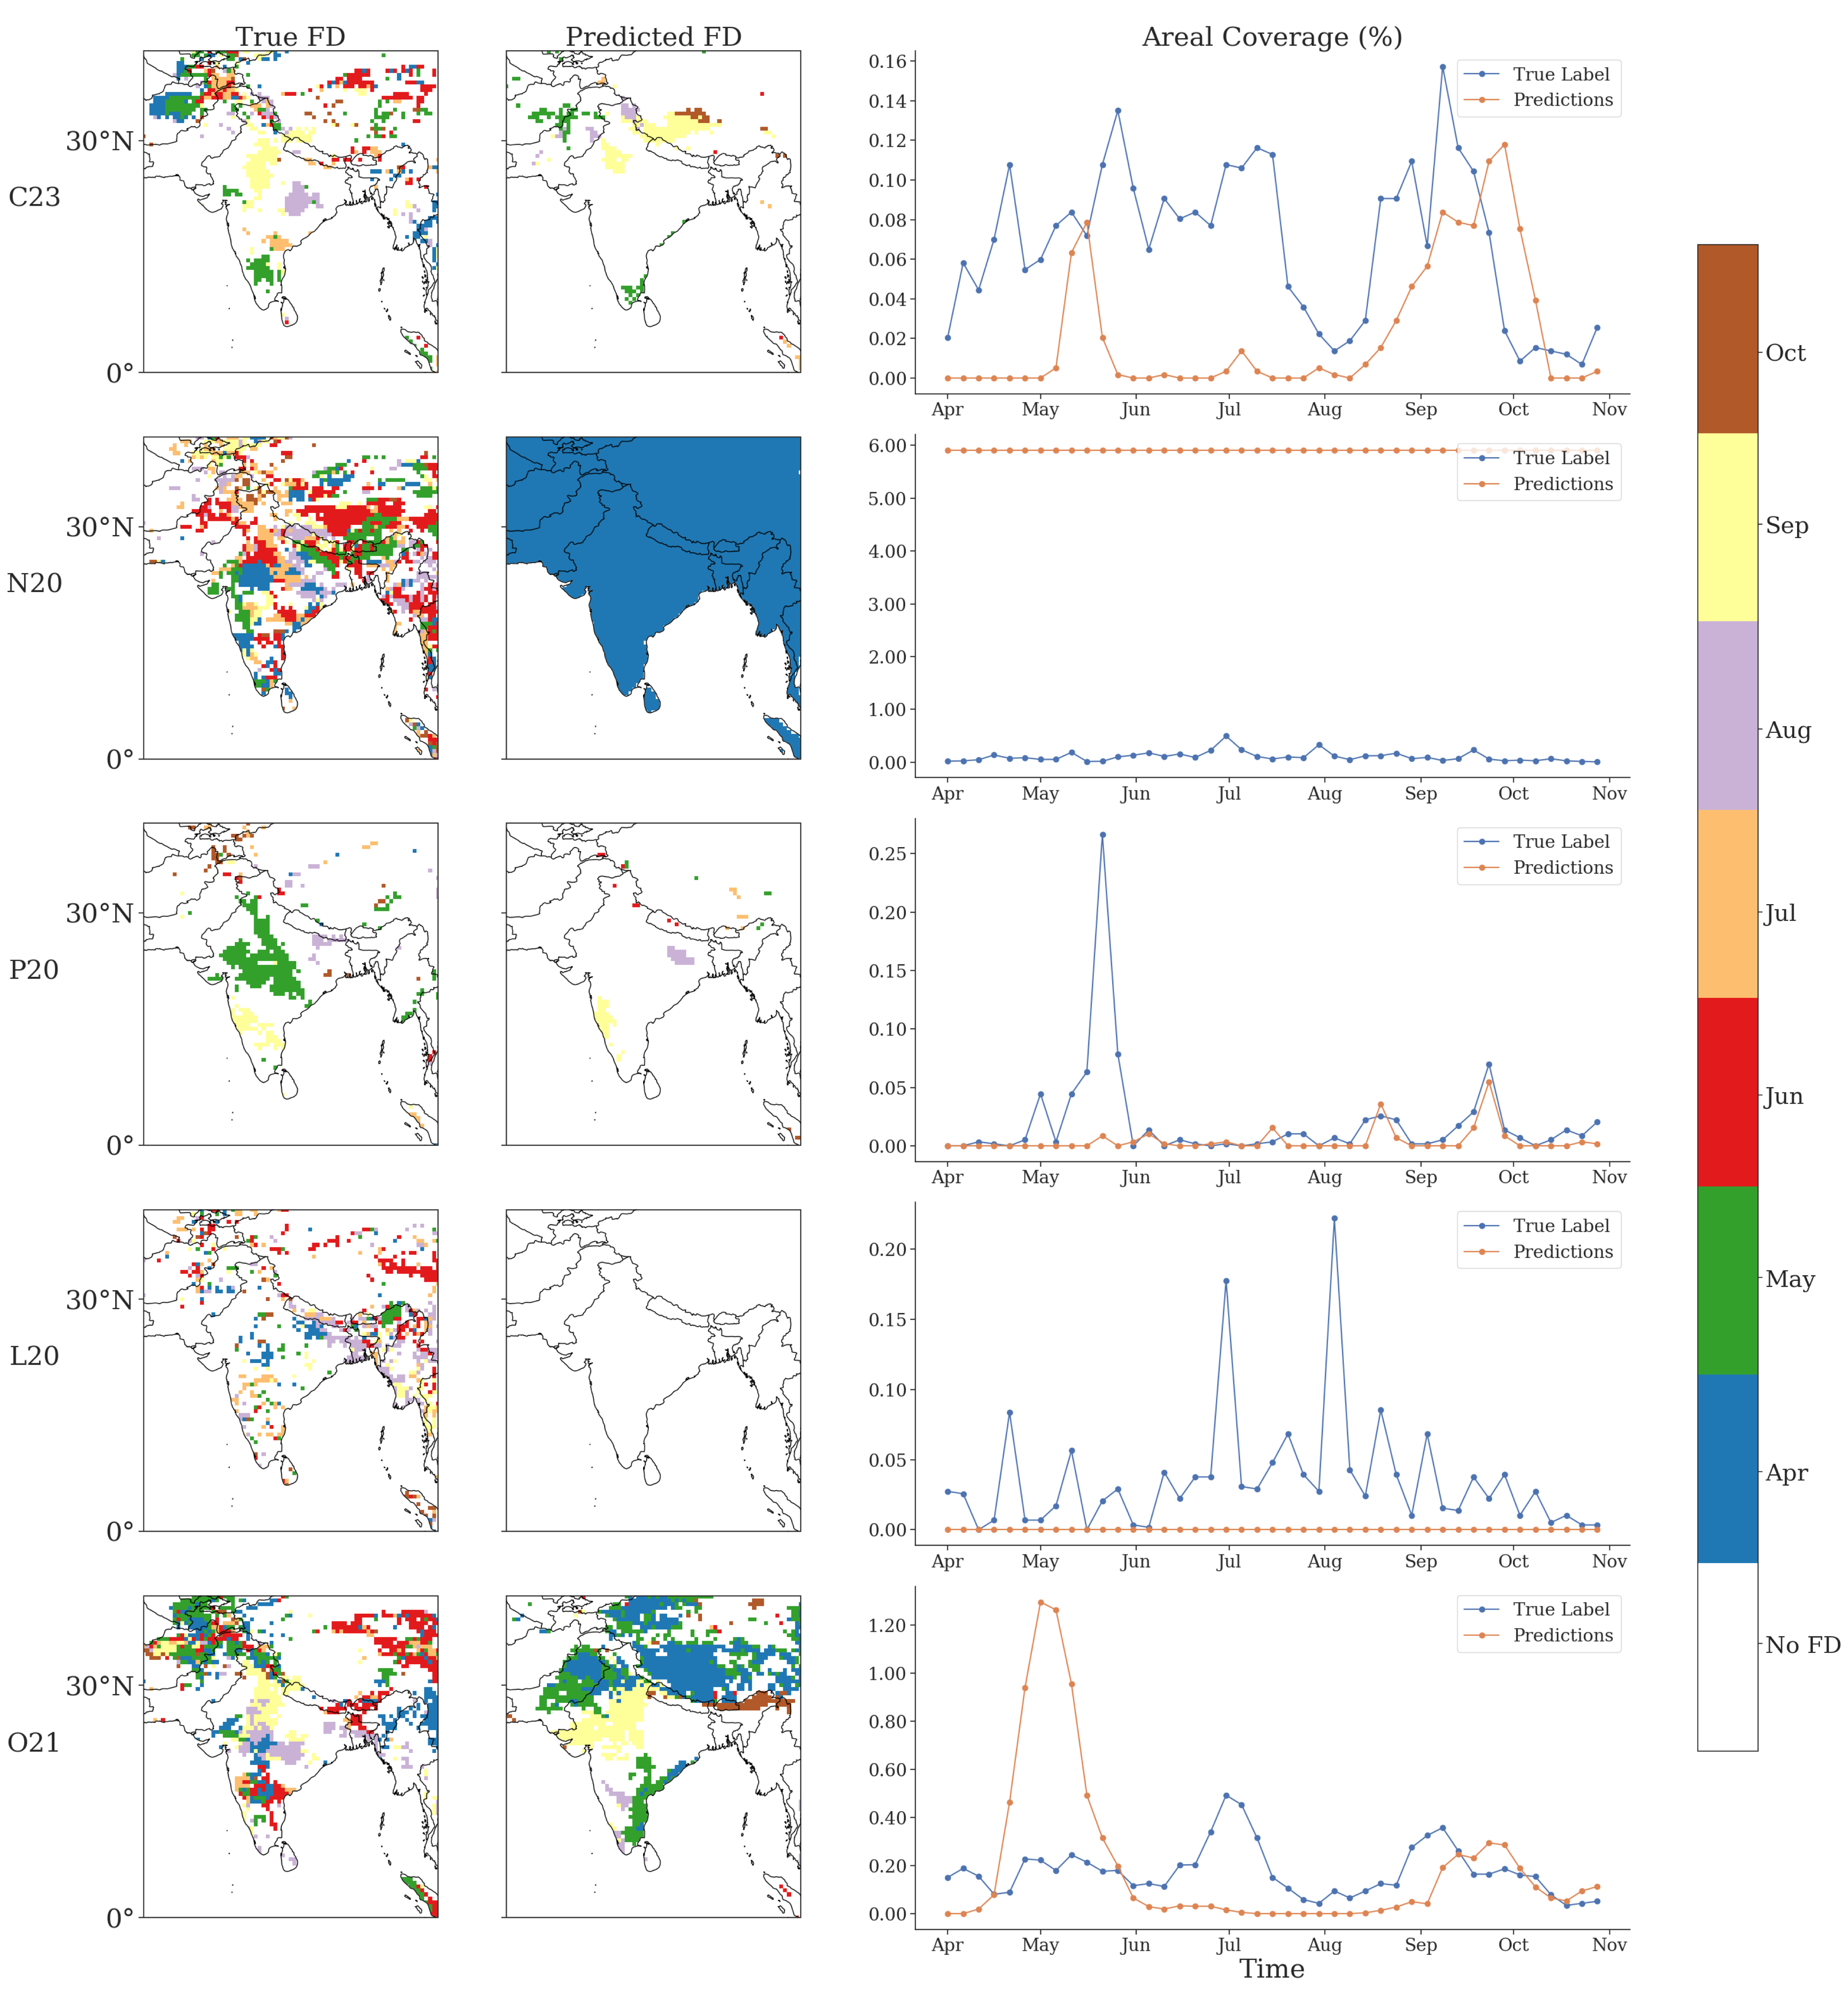 True FD
Predicted FD
Areal Coverage (%)
C23
30°N
0°
0.16
0.14
0.12
0.10
0.08
0.06
0.04
0.02
0.00
True Label
Predictions
Apr May Jun Jul Aug Sep Oct Nov
N20
30°N
0°
6.00
5.00
4.00
3.00
2.00
1.00
0.00
True Label
Predictions
Apr May Jun Jul Aug Sep Oct Nov
P20
30°N
0°
0.25
0.20
0.15
0.10
0.05
0.00
True Label
Predictions
Apr May Jun Jul Aug Sep Oct Nov
L20
30°N
0°
0.20
0.15
0.10
0.05
0.00
True Label
Predictions
Apr May Jun Jul Aug Sep Oct Nov
O21
30°N
0°
1.20
1.00
0.80
0.60
0.40
0.20
0.00
True Label
Predictions
Apr May Jun Jul Aug Sep Oct Nov
Time
Oct
Sep
Aug
Jul
Jun
May
Apr
No FD